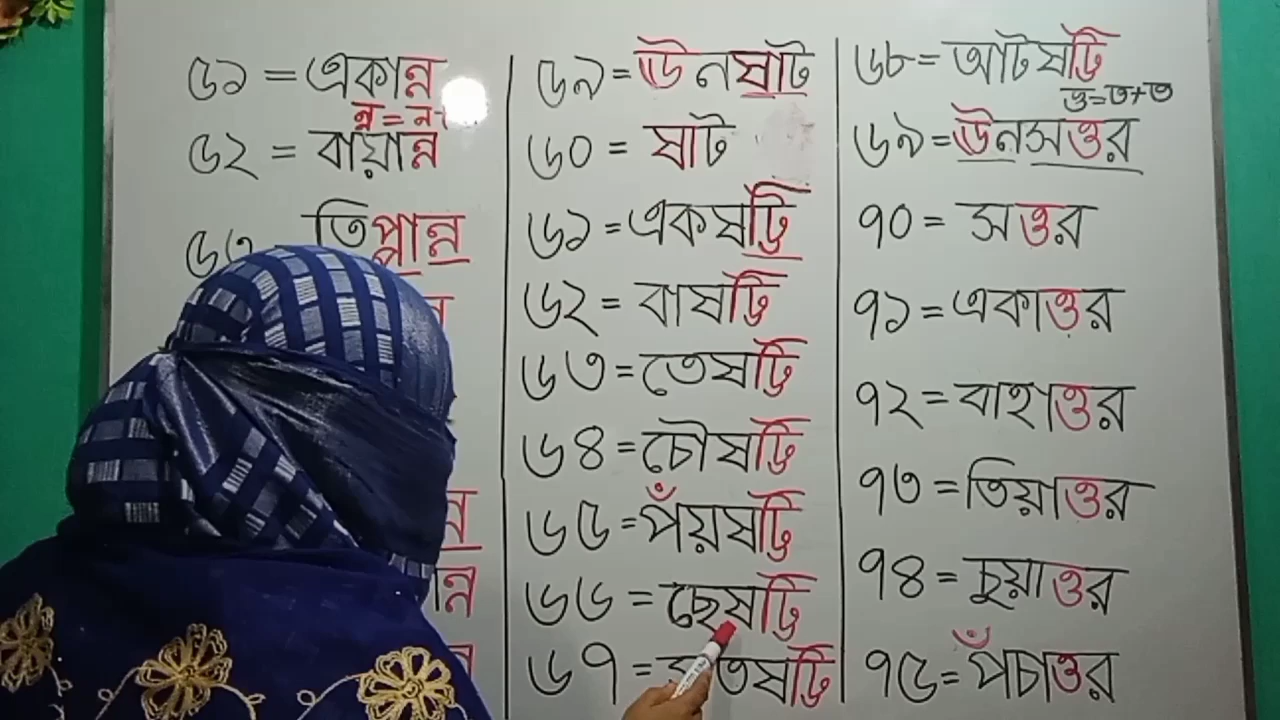 ৫১ = একান্ন
ন্ন = ন
৫২ = বায়ান্ন
৫৩ তিপ্পান্ন
৫৯ = ঊনষাট
৬০ = ষাট
৬১ = একষট্টি
৬২ = বাষট্টি
৬৩ = তেষট্টি
৬৪ = চৌষট্টি
৬৫ = পঁয়ষট্টি
৬৬ = ছেষট্টি
৬৭ = সতষট্টি
৬৮ = আটষট্টি
ত্ত = ত + ত
৬৯ = ঊনসত্তর
৭০ = সত্তর
৭১ = একাত্তর
৭২ = বাহাত্তর
৭৩ = তিয়াত্তর
৭৪ = চুয়াত্তর
৭৫ = পঁচাত্তর